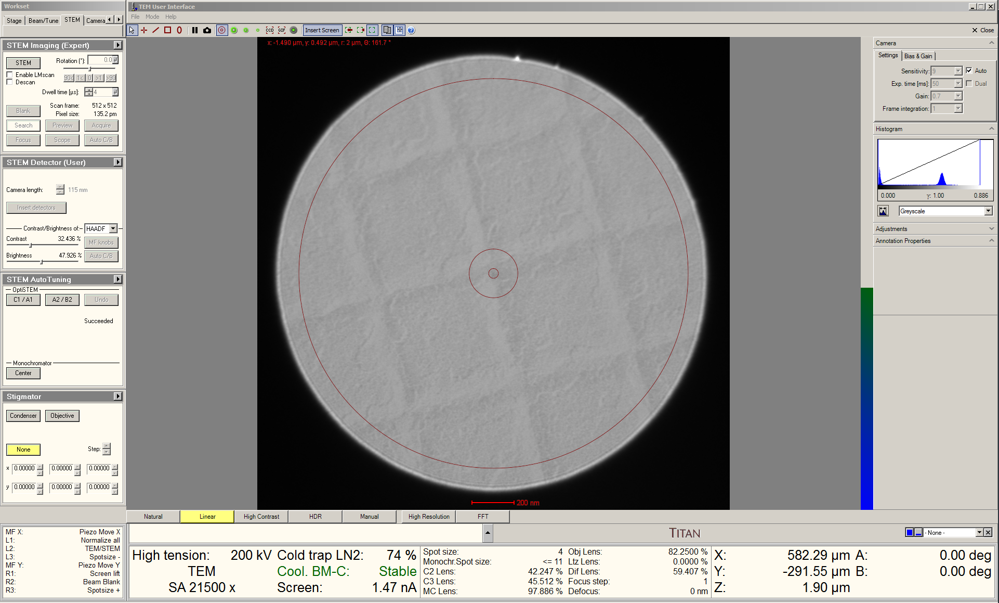 Workset
Stage Beam/Tune STEM Camera
STEM Imaging (Expert)
STEM Rotation (°): 0.0
Enable LMscan
Descan
90< 1< 0 >1 >90
Dwell time [µs]: 4
Blank Scan frame: 512 x 512
Pixel size: 135.2 pm
Search Preview Acquire
Focus Scope Auto C/B
STEM Detector (User)
Camera length: 115 mm
Insert detectors
Contrast/Brightness of: HAADF
Contrast 32.436 % MF knobs
Brightness 47.926 % Auto C/B
STEM AutoTuning
OptiSTEM
C1 / A1 A2 / B2 Undo
Succeeded
Monochromator
Center
Stigmator
Condenser Objective
None Step:
x 0.00000 0.00000 0.00000
y 0.00000 0.00000 0.00000
MF X: Piezo Move X
L1: Normalize all
L2: TEM/STEM
L3: Spotsize -
MF Y: Piezo Move Y
R1: Screen lift
R2: Beam Blank
R3: Spotsize +
TEM User Interface
File Mode Help
CCD GIF Insert Screen Close
x: -1.490 µm, y: 0.492 µm, r: 2 µm, Θ: 161.7 °
200 nm
Camera
Settings Bias & Gain
Sensitivity: 9 Auto
Exp. time [ms]: 50 Dual
Gain: 0.7
Frame integration: 1
Histogram
0.000 γ: 1.00 0.886
Greyscale
Adjustments
Annotation Properties
Natural Linear High Contrast HDR Manual High Resolution FFT
TITAN
- None -
High tension: 200 kV
TEM
SA 21500 x
Cold trap LN2: 74 %
Cool. BM-C: Stable
Screen: 1.47 nA
Spot size: 4
Monochr.Spot size: <= 11
C2 Lens: 42.247 %
C3 Lens: 45.512 %
MC Lens: 97.886 %
Obj Lens: 82.2500 %
Ltz Lens: 0.0000 %
Dif Lens: 59.407 %
Focus step: 1
Defocus: 0 nm
X: 582.29 µm A: 0.00 deg
Y: -291.55 µm B: 0.00 deg
Z: 1.90 µm